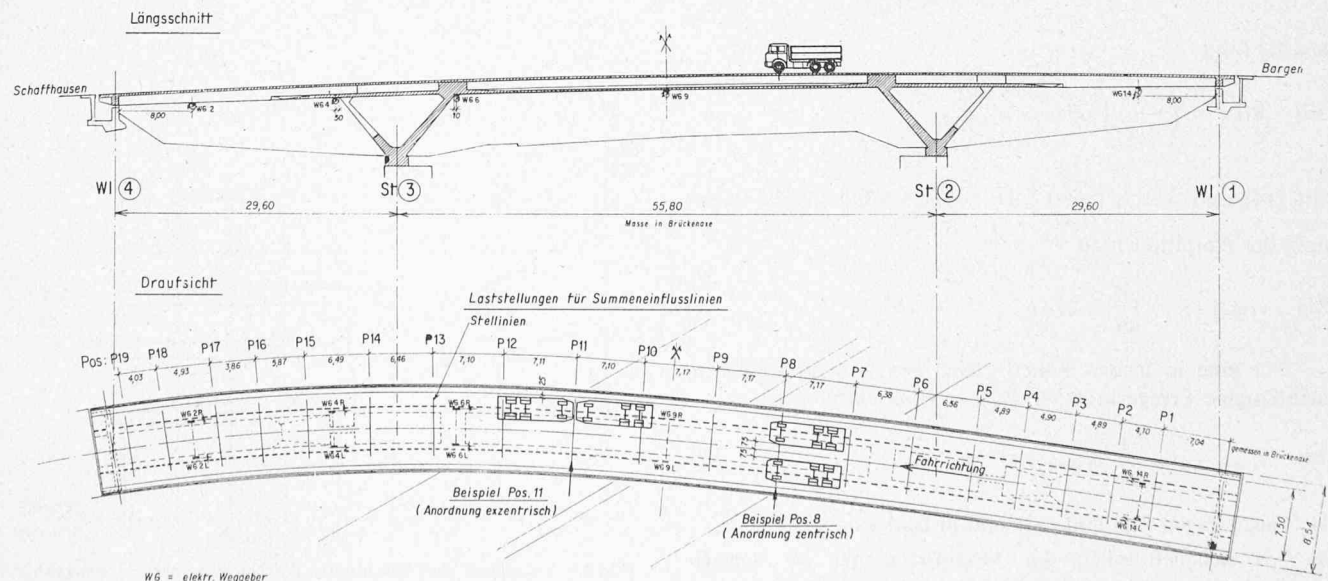 Längsschnitt
Schaffhausen
Bargen
WG 2
WG 4
WG 6
WG 9
WG14
8,00
30
10
8,00
Wl ④
St ③
St ②
Wl ①
29,60
55,80
29,60
Masse in Brückenaxe
Draufsicht
Laststellungen für Summeneinflusslinien
Stellinien
Pos: P19 P18 P17 P16 P15 P14 P13 P12 P11 P10 P9 P8 P7 P6 P5 P4 P3 P2 P1
4,03 4,93 3,86 5,87 6,49 6,46 7,10 7,11 7,10 7,17 7,17 7,17 6,38 6,56 4,89 4,90 4,89 4,10 7,04
gemessen in Brückenaxe
WG 2R
WG 4R
WG 6R
WG 9R
WG 14R
WG 2L
WG 4L
WG 6L
WG 9L
WG 14L
Fahrrichtung
Beispiel Pos. 11
(Anordnung exzentrisch)
Beispiel Pos. 8
(Anordnung zentrisch)
7,50
8,54
WG = elektr. Weggeber